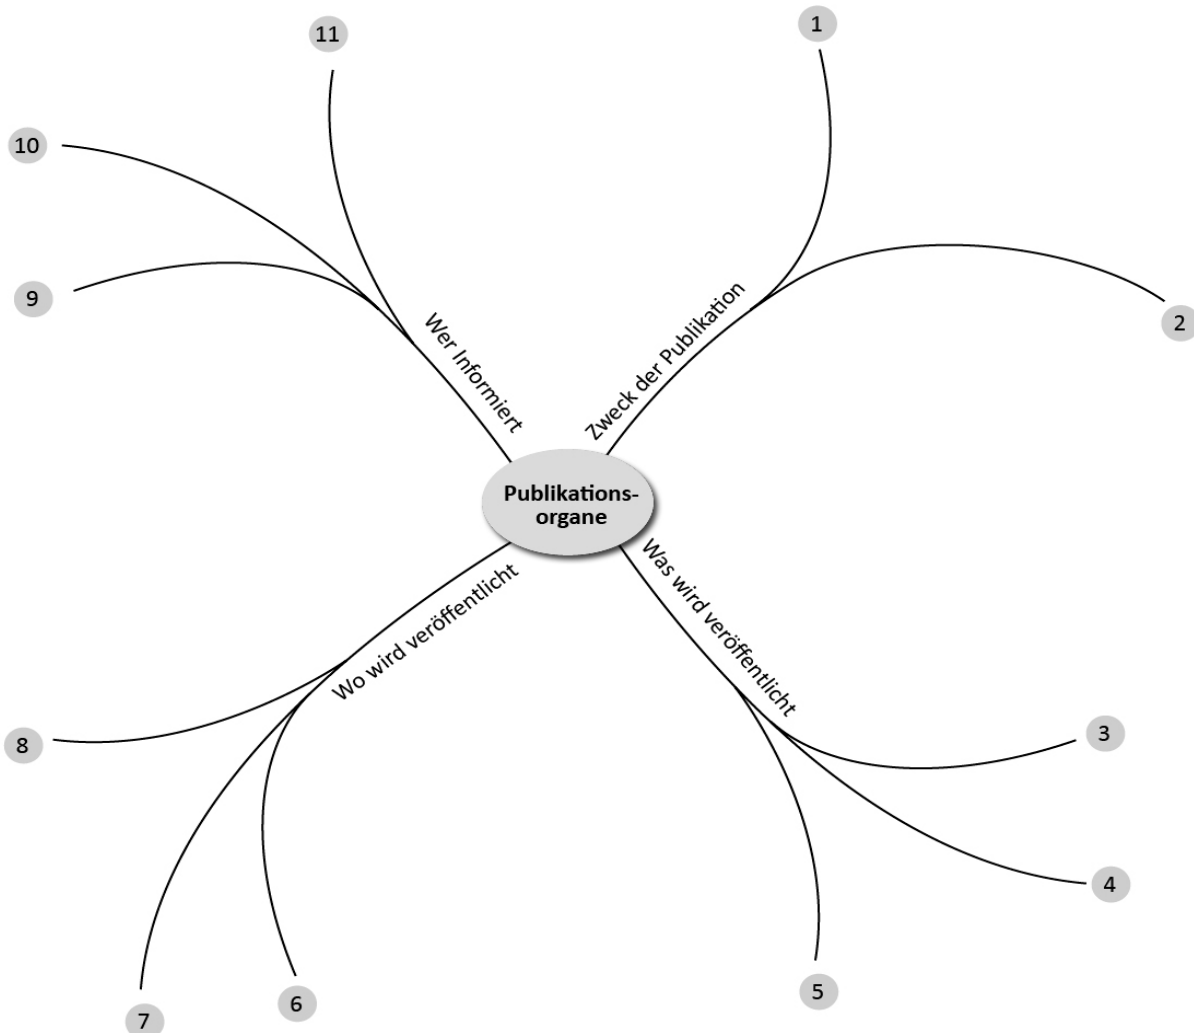 11
1
10
9
2
Wer Informiert
Zweck der Publikation
Publikations-
organe
Wo wird veröffentlicht
Was wird veröffentlicht
8
3
4
7
6
5